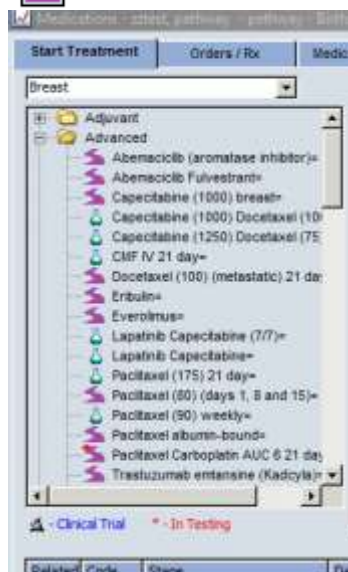 Medications - zztest, pathway
Start Treatment
Orders / Rx
Medic
Breast
Adjuvant
Advanced
Abemaciclib (aromatase inhibitor)=
Abemaciclib Fulvestrant=
Capecitabine (1000) breast=
Capecitabine (1000) Docetaxel (10
Capecitabine (1250) Docetaxel (75
CMF IV 21 day=
Docetaxel (100) (metastatic) 21 da
Eribulin=
Everolimus=
Lapatinib Capecitabine (7/7)=
Lapatinib Capecitabine=
Paclitaxel (175) 21 day=
Paclitaxel (80) (days 1, 8 and 15)=
Paclitaxel (90) weekly=
Paclitaxel albumin-bound=
Paclitaxel Carboplatin AUC 6 21 day
Trastuzumab emtansine (Kadcyla)=
- Clinical Trial * - In Testing
Related Code Stage